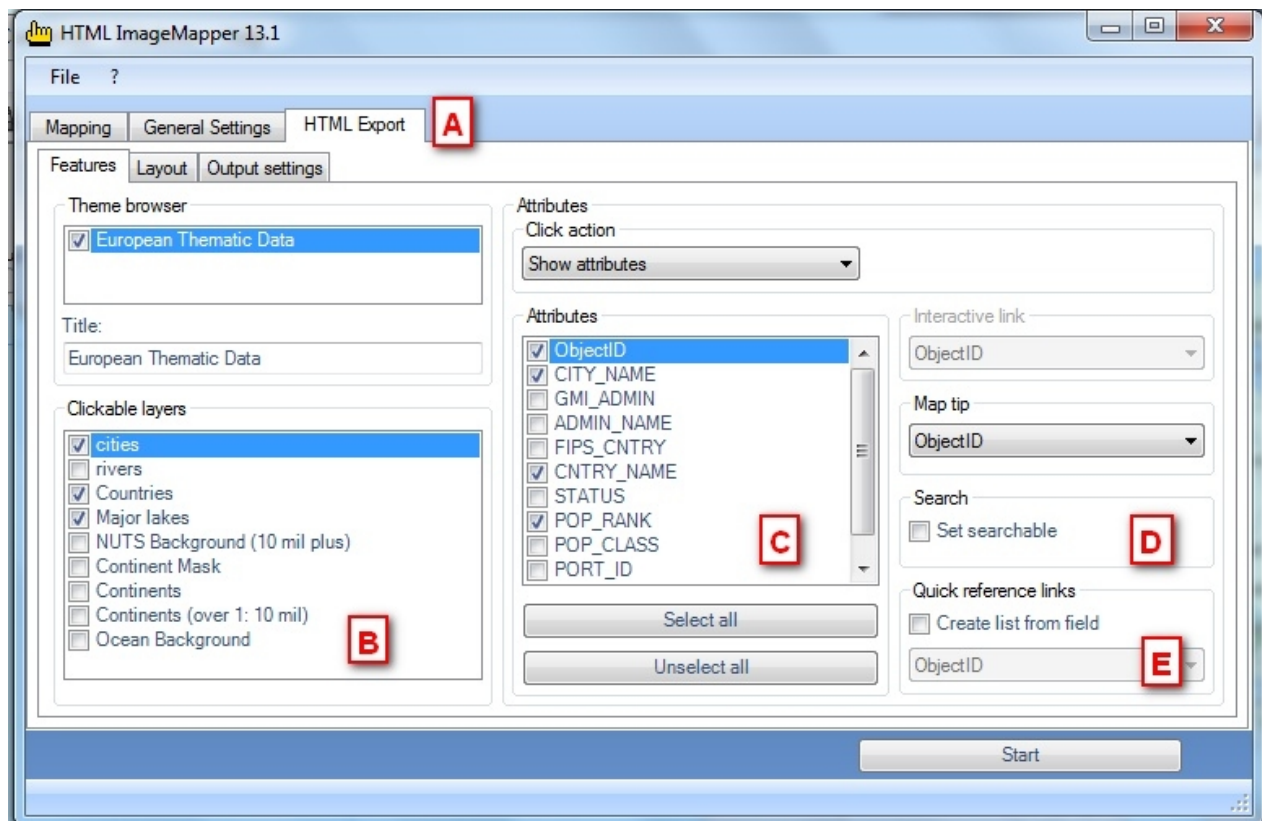 HTML ImageMapper 13.1
File ?
Mapping General Settings HTML Export A
Features Layout Output settings
Theme browser
European Thematic Data
Title:
European Thematic Data
Clickable layers
cities
rivers
Countries
Major lakes
NUTS Background (10 mil plus)
Continent Mask
Continents
Continents (over 1: 10 mil)
Ocean Background
B
Attributes
Click action
Show attributes
Attributes
ObjectID
CITY_NAME
GMI_ADMIN
ADMIN_NAME
FIPS_CNTRY
CNTRY_NAME
STATUS
POP_RANK
POP_CLASS
PORT_ID
C
Select all
Unselect all
Interactive link
ObjectID
Map tip
ObjectID
Search
Set searchable
D
Quick reference links
Create list from field
ObjectID
E
Start